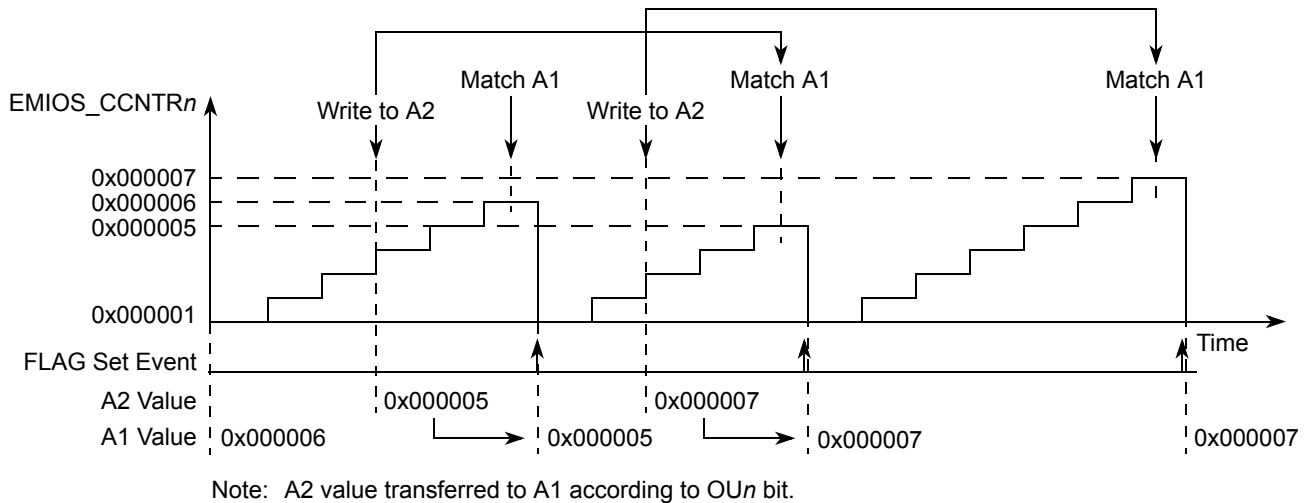 Match A1 Match A1 Match A1
EMIOS_CCNTRn
Write to A2 Write to A2
0x000007
0x000006
0x000005
0x000001
Time
FLAG Set Event
A2 Value 0x000005 0x000007
A1 Value 0x000006 0x000005 0x000007 0x000007
Note: A2 value transferred to A1 according to OUn bit.